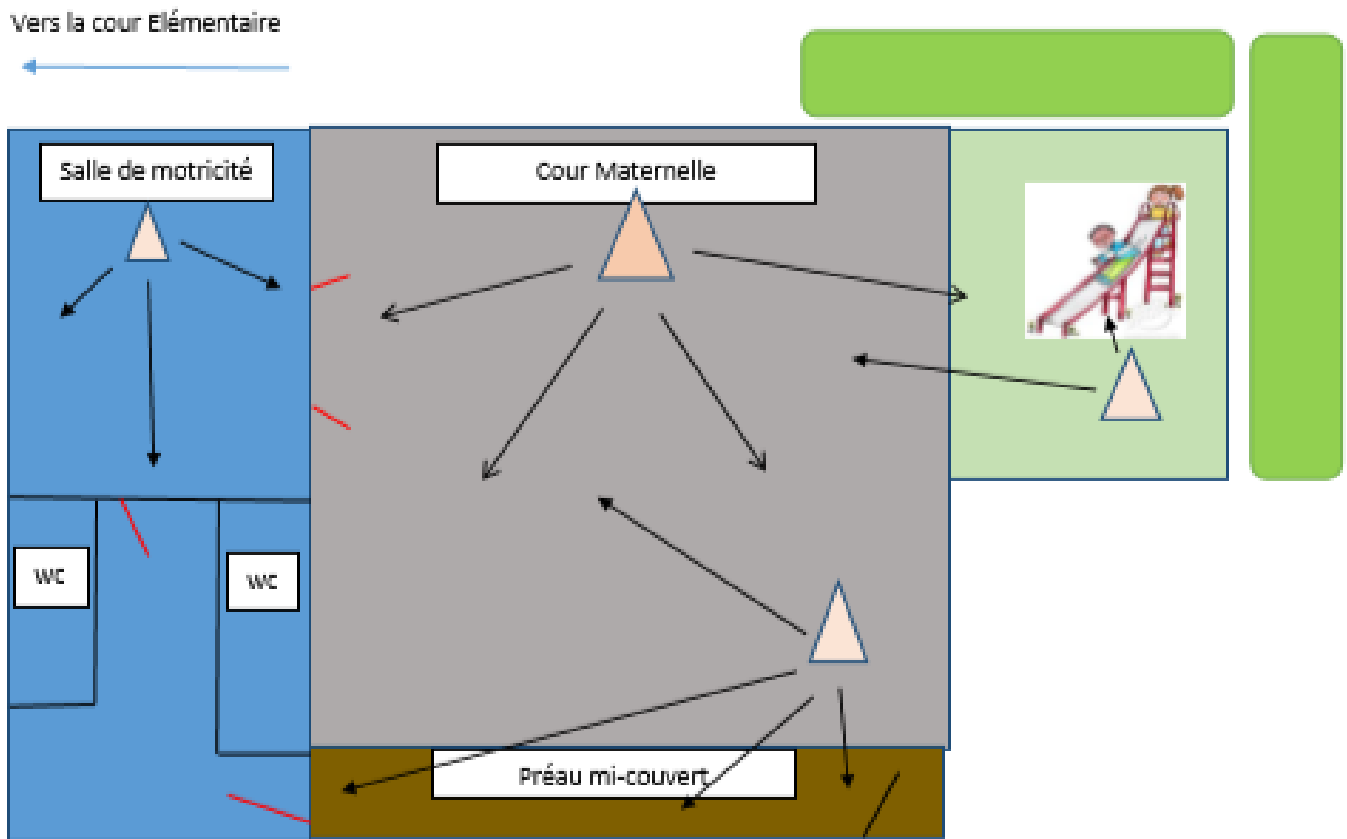 Vers la cour Elémentaire
Salle de motricité
Cour Maternelle
wc
wc
Préau mi-couvert